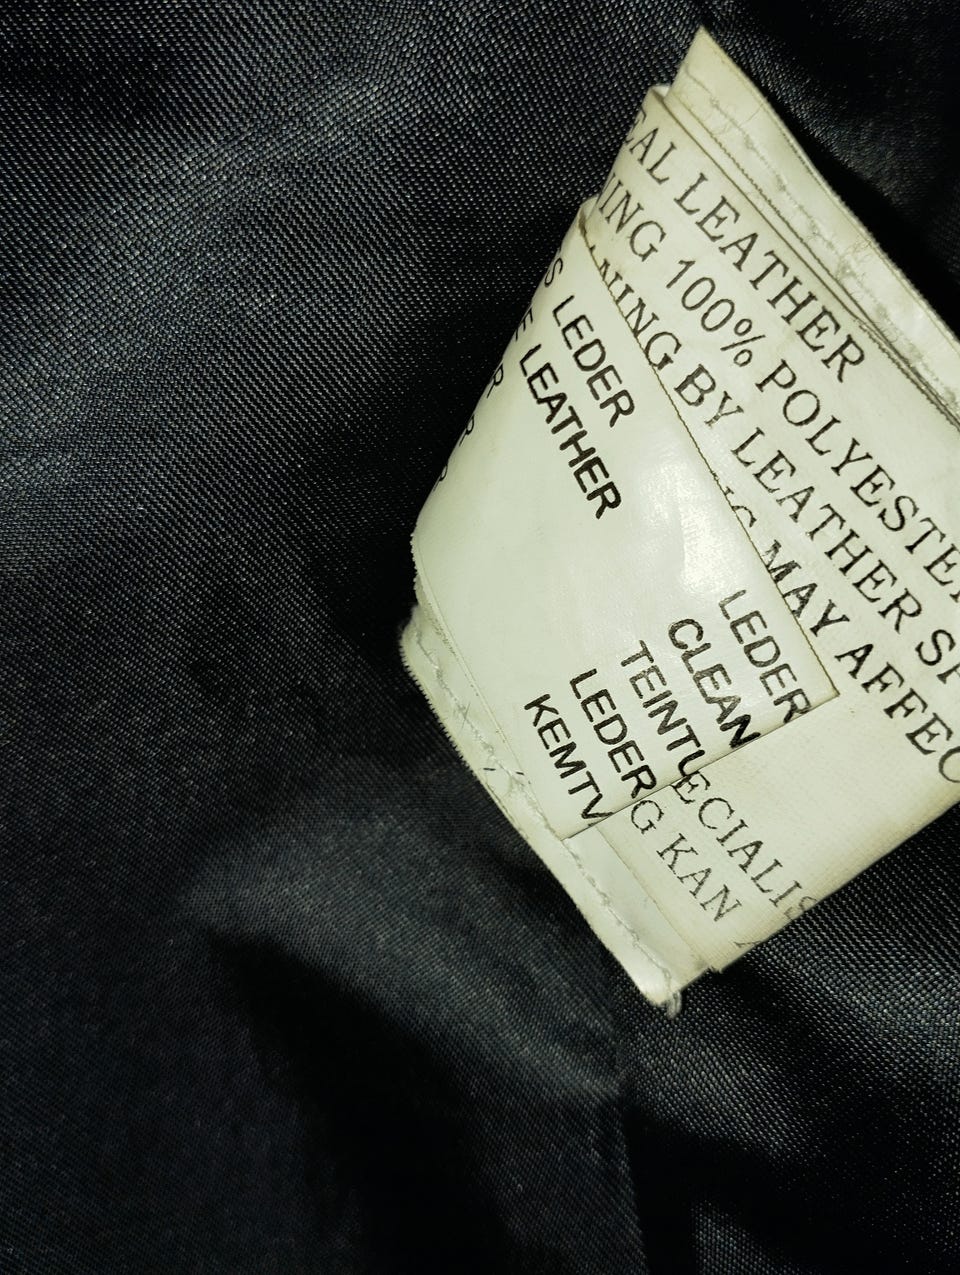 EAL LEATHER
ING 100% POLYESTE
NING BY LEATHER SP
MAY AFFEC
S LEDER
E LEATHER
R
R
R
LEDER
CLEAN
TEINTU
LEDER
KEMTV
ECIALIS
G KAN